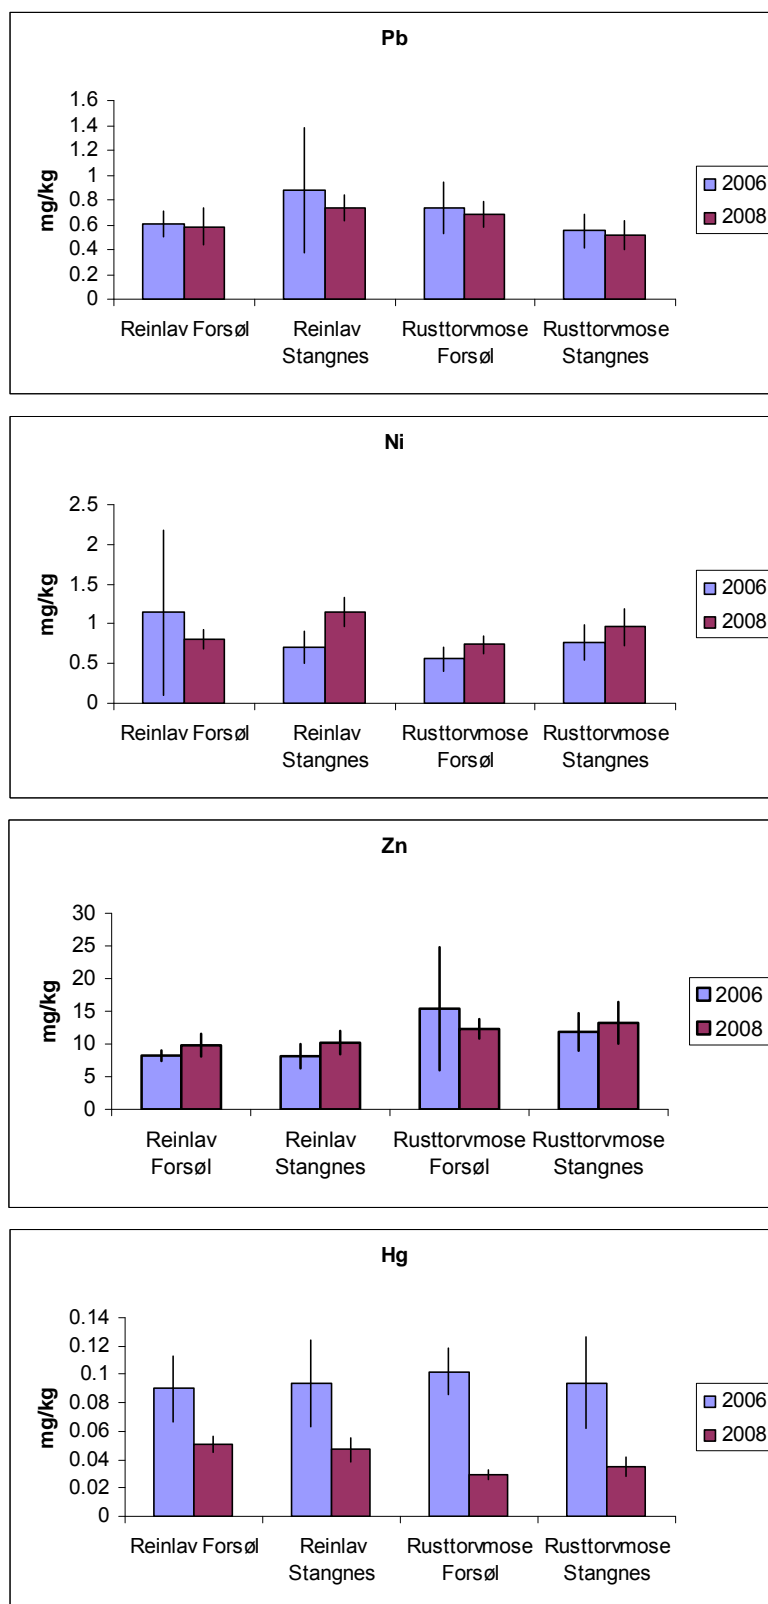 Pb
mg/kg
1.6
1.4
1.2
1
0.8
0.6
0.4
0.2
0
Reinlav Forsøl
Reinlav
Stangnes
Rusttorvmose
Forsøl
Rusttorvmose
Stangnes
2006
2008
Ni
mg/kg
2.5
2
1.5
1
0.5
0
Reinlav Forsøl
Reinlav
Stangnes
Rusttorvmose
Forsøl
Rusttorvmose
Stangnes
2006
2008
Zn
mg/kg
30
25
20
15
10
5
0
Reinlav
Forsøl
Reinlav
Stangnes
Rusttorvmose
Forsøl
Rusttorvmose
Stangnes
2006
2008
Hg
mg/kg
0.14
0.12
0.1
0.08
0.06
0.04
0.02
0
Reinlav Forsøl
Reinlav
Stangnes
Rusttorvmose
Forsøl
Rusttorvmose
Stangnes
2006
2008